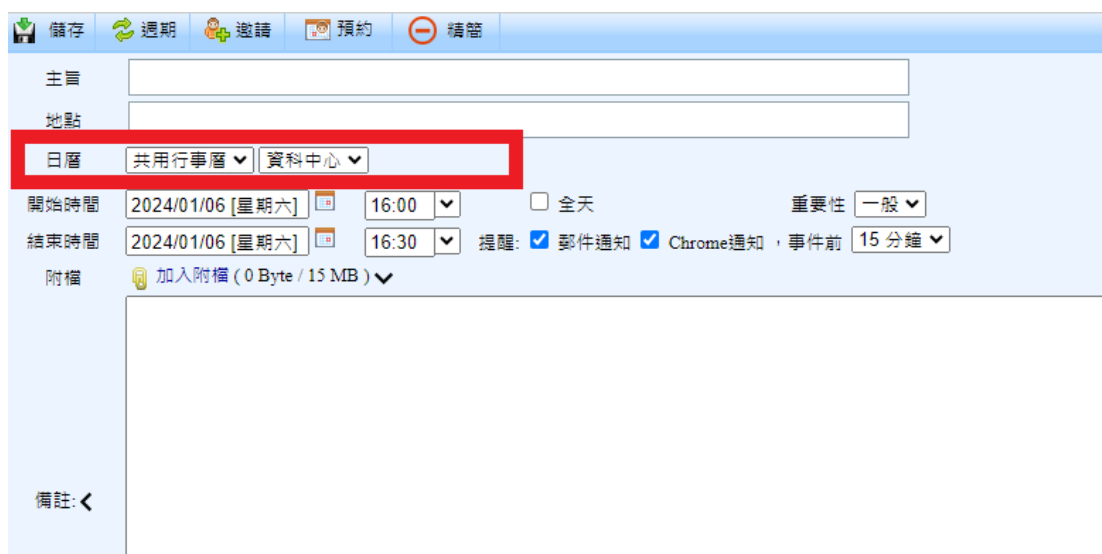 儲存 週期 邀請 預約 精簡
主旨
地點
日曆 共用行事曆 資料中心
開始時間 2024/01/06 [星期六] 16:00 全天 重要性 一般
結束時間 2024/01/06 [星期六] 16:30 提醒: 郵件通知 Chrome通知 ，事件前 15 分鐘
附檔 加入附檔 ( 0 Byte / 15 MB )
備註: